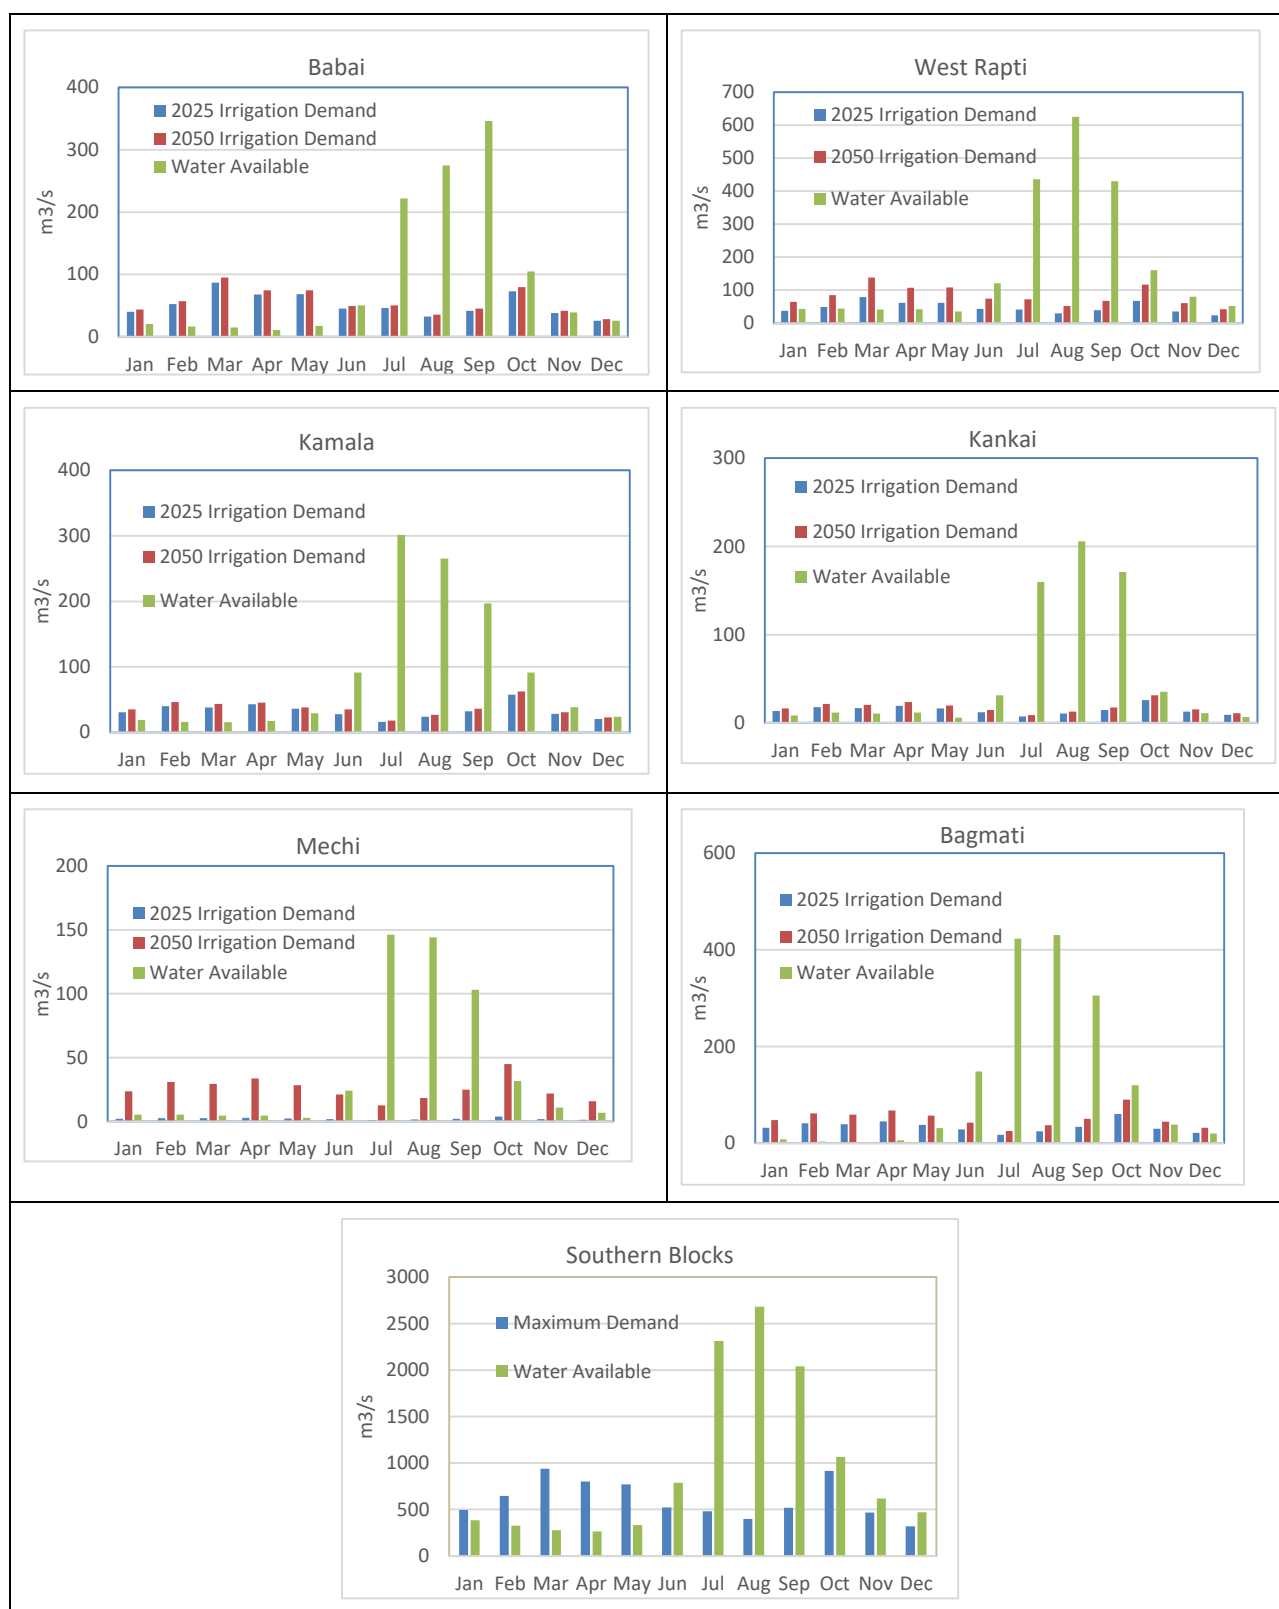 Babai
400
300
200
100
0
m3/s
2025 Irrigation Demand
2050 Irrigation Demand
Water Available
Jan Feb Mar Apr May Jun Jul Aug Sep Oct Nov Dec
West Rapti
700
600
500
400
300
200
100
0
m3/s
2025 Irrigation Demand
2050 Irrigation Demand
Water Available
Jan Feb Mar Apr May Jun Jul Aug Sep Oct Nov Dec
Kamala
400
300
200
100
0
m3/s
2025 Irrigation Demand
2050 Irrigation Demand
Water Available
Jan Feb Mar Apr May Jun Jul Aug Sep Oct Nov Dec
Kankai
300
200
100
0
m3/s
2025 Irrigation Demand
2050 Irrigation Demand
Water Available
Jan Feb Mar Apr May Jun Jul Aug Sep Oct Nov Dec
Mechi
200
150
100
50
0
m3/s
2025 Irrigation Demand
2050 Irrigation Demand
Water Available
Jan Feb Mar Apr May Jun Jul Aug Sep Oct Nov Dec
Bagmati
600
400
200
0
m3/s
2025 Irrigation Demand
2050 Irrigation Demand
Water Available
Jan Feb Mar Apr May Jun Jul Aug Sep Oct Nov Dec
Southern Blocks
3000
2500
2000
1500
1000
500
0
m3/s
Maximum Demand
Water Available
Jan Feb Mar Apr May Jun Jul Aug Sep Oct Nov Dec